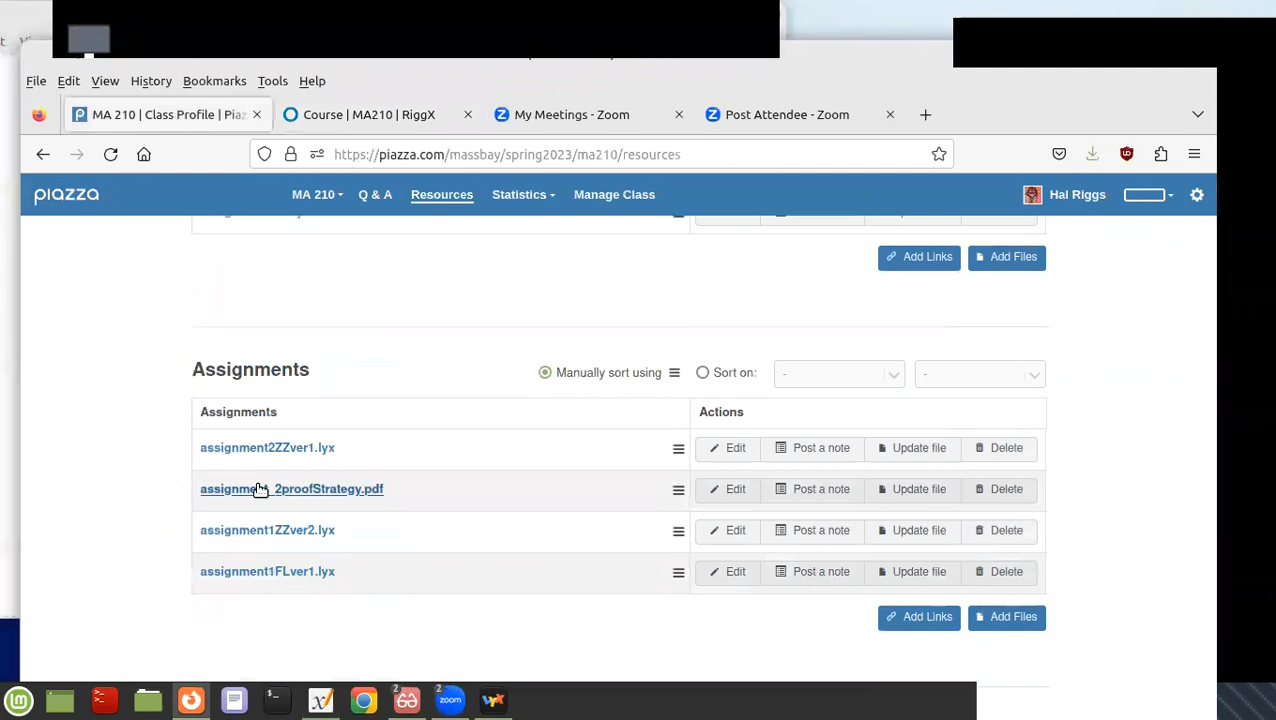 File Edit View History Bookmarks Tools Help
MA 210 | Class Profile | Piaz
Course | MA210 | RiggX
My Meetings - Zoom
Post Attendee - Zoom
https://piazza.com/massbay/spring2023/ma210/resources
piazza MA 210 Q & A Resources Statistics Manage Class Hal Riggs
Add Links Add Files
Assignments Manually sort using Sort on: - -
Assignments Actions
assignment2ZZver1.lyx Edit Post a note Update file Delete
assignment_2proofStrategy.pdf Edit Post a note Update file Delete
assignment1ZZver2.lyx Edit Post a note Update file Delete
assignment1FLver1.lyx Edit Post a note Update file Delete
Add Links Add Files
2 2
zoom